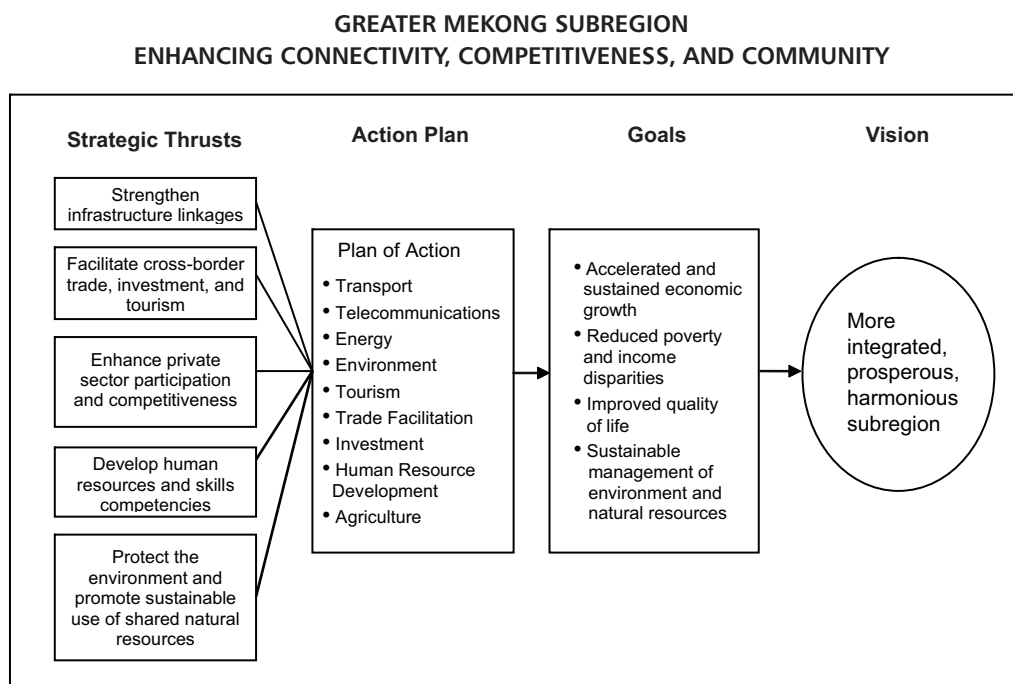 GREATER MEKONG SUBREGION
ENHANCING CONNECTIVITY, COMPETITIVENESS, AND COMMUNITY
Strategic Thrusts
Strengthen
infrastructure linkages
Facilitate cross-border
trade, investment, and
tourism
Enhance private
sector participation
and competitiveness
Develop human
resources and skills
competencies
Protect the
environment and
promote sustainable
use of shared natural
resources
Action Plan
Plan of Action
• Transport
• Telecommunications
• Energy
• Environment
• Tourism
• Trade Facilitation
• Investment
• Human Resource
Development
• Agriculture
Goals
• Accelerated and
sustained economic
growth
• Reduced poverty
and income
disparities
• Improved quality
of life
• Sustainable
management of
environment and
natural resources
Vision
More
integrated,
prosperous,
harmonious
subregion